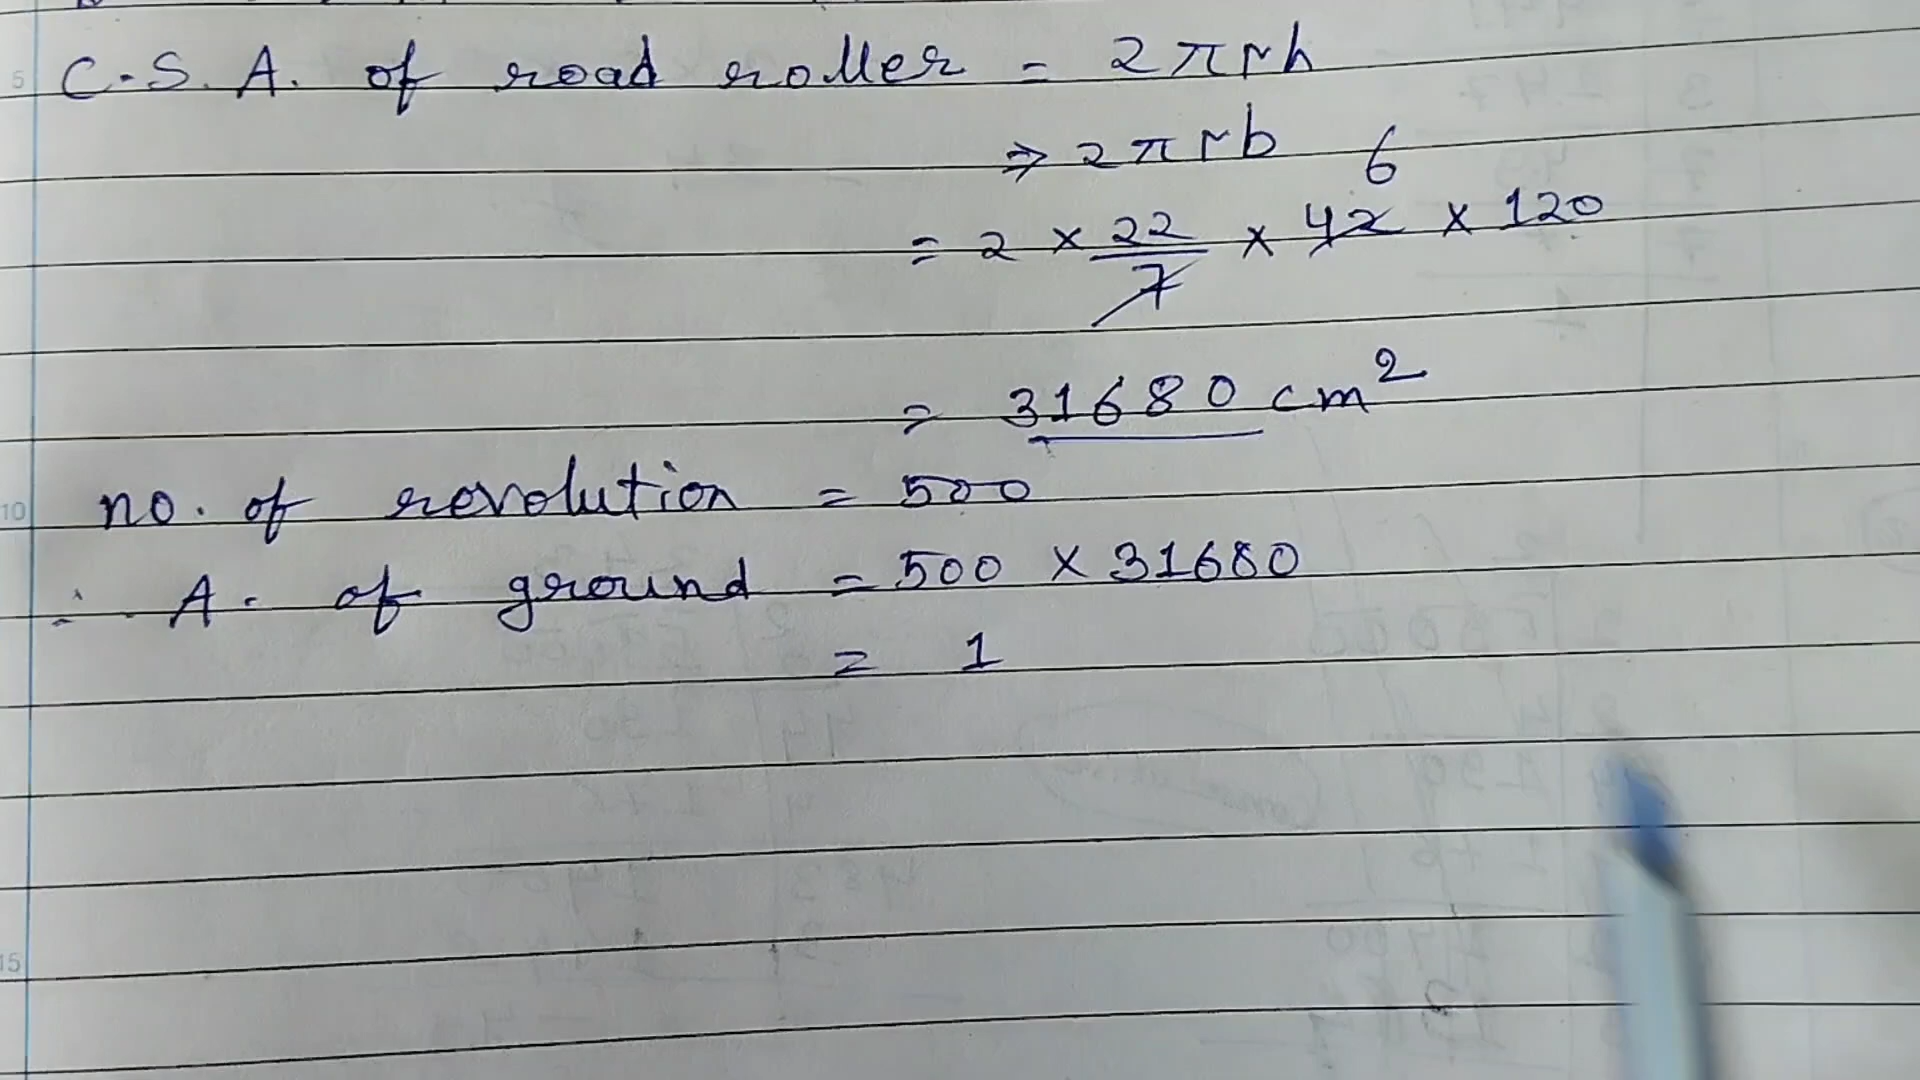 C.S.A. of road roller = 2πrh
⇒ 2πrb
= 2 × 22/7 × 42 × 120
6
= 31680 cm²
no. of revolution = 500
∴ A. of ground = 500 × 31680
= 1